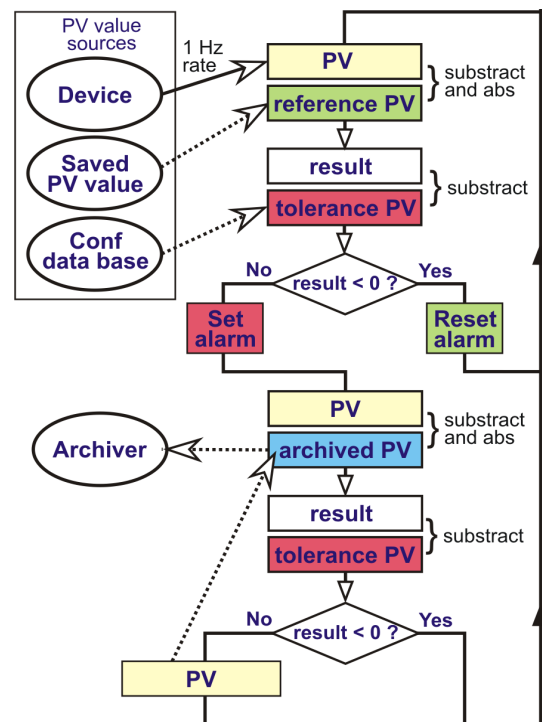 PV value
sources
1 Hz
rate
Device
Saved
PV value
Conf
data base
PV
reference PV
substract
and abs
result
tolerance PV
substract
No
result < 0 ?
Yes
Set
alarm
Reset
alarm
PV
archived PV
substract
and abs
Archiver
result
tolerance PV
substract
No
result < 0 ?
Yes
PV